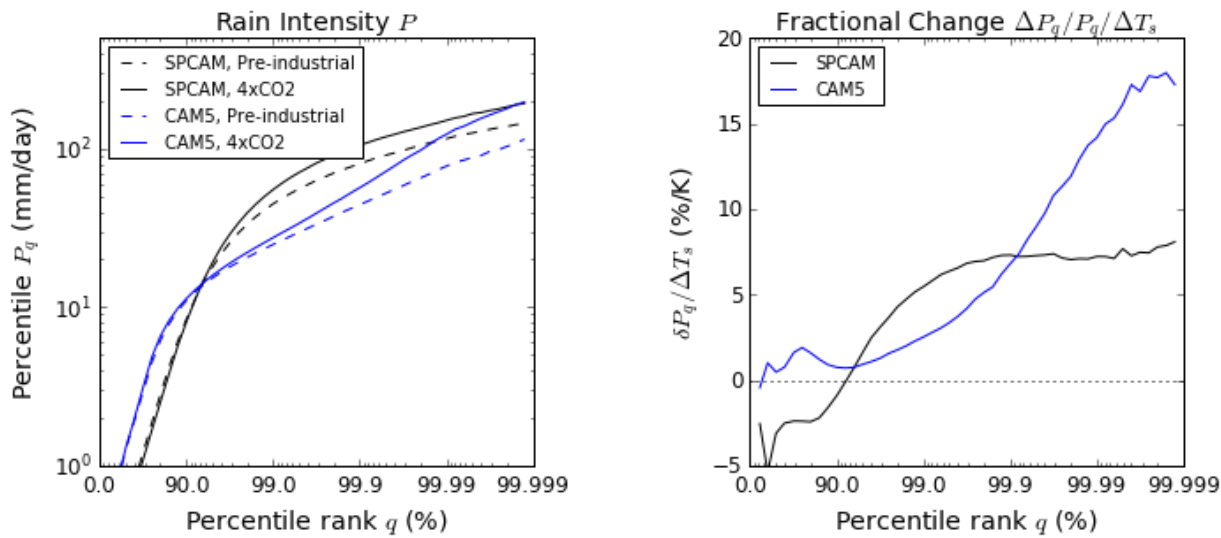 Rain Intensity P
SPCAM, Pre-industrial
SPCAM, 4xCO2
CAM5, Pre-industrial
CAM5, 4xCO2
Percentile P_q (mm/day)
10^2
10^1
10^0
0.0 90.0 99.0 99.9 99.99 99.999
Percentile rank q (%)
Fractional Change ΔP_q/P_q/ΔT_s
SPCAM
CAM5
δP_q/ΔT_s (%/K)
20
15
10
5
0
−5
0.0 90.0 99.0 99.9 99.99 99.999
Percentile rank q (%)